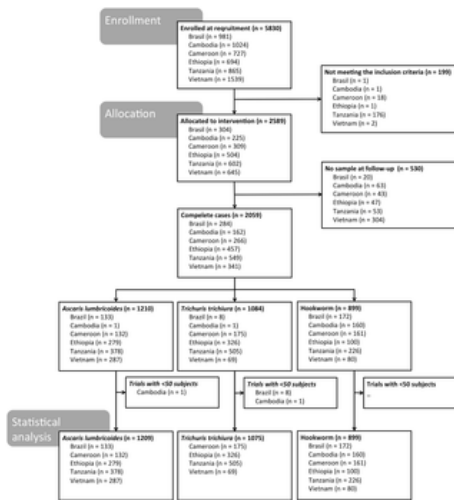 Enrollment
Enrolled at reqruitment (n = 5830)
Brasil (n = 981)
Cambodia (n = 1024)
Cameroon (n = 727)
Ethiopia (n = 694)
Tanzania (n = 865)
Vietnam (n = 1539)
Not meeting the inclusion criteria (n = 199)
Brasil (n = 1)
Cambodia (n = 1)
Cameroon (n = 18)
Ethiopia (n = 1)
Tanzania (n = 176)
Vietnam (n = 2)
Allocation
Allocated to intervention (n = 2589)
Brasil (n = 304)
Cambodia (n = 225)
Cameroon (n = 309)
Ethiopia (n = 504)
Tanzania (n = 602)
Vietnam (n = 645)
No sample at follow-up (n = 530)
Brasil (n = 20)
Cambodia (n = 63)
Cameroon (n = 43)
Ethiopia (n = 47)
Tanzania (n = 53)
Vietnam (n = 304)
Compelete cases (n = 2059)
Brasil (n = 284)
Cambodia (n = 162)
Cameroon (n = 266)
Ethiopia (n = 457)
Tanzania (n = 549)
Vietnam (n = 341)
Ascaris lumbricoides (n = 1210)
Brazil (n = 133)
Cambodia (n = 1)
Cameroon (n = 132)
Ethiopia (n = 279)
Tanzania (n = 378)
Vietnam (n = 287)
Trichuris trichiura (n = 1084)
Brazil (n = 8)
Cambodia (n = 1)
Cameroon (n = 175)
Ethiopia (n = 326)
Tanzania (n = 505)
Vietnam (n = 69)
Hookworm (n = 899)
Brazil (n = 172)
Cambodia (n = 160)
Cameroon (n = 161)
Ethiopia (n = 100)
Tanzania (n = 226)
Vietnam (n = 80)
Trials with <50 subjects
Cambodia (n = 1)
Trials with <50 subjects
Brazil (n = 8)
Cambodia (n = 1)
Trials with <50 subjects
Statistical
analysis
Ascaris lumbricoides (n = 1209)
Brazil (n = 133)
Cameroon (n = 132)
Ethiopia (n = 279)
Tanzania (n = 378)
Vietnam (n = 287)
Trichuris trichiura (n = 1075)
Cameroon (n = 175)
Ethiopia (n = 326)
Tanzania (n = 505)
Vietnam (n = 69)
Hookworm (n = 899)
Brazil (n = 172)
Cambodia (n = 160)
Cameroon (n = 161)
Ethiopia (n = 100)
Tanzania (n = 226)
Vietnam (n = 80)